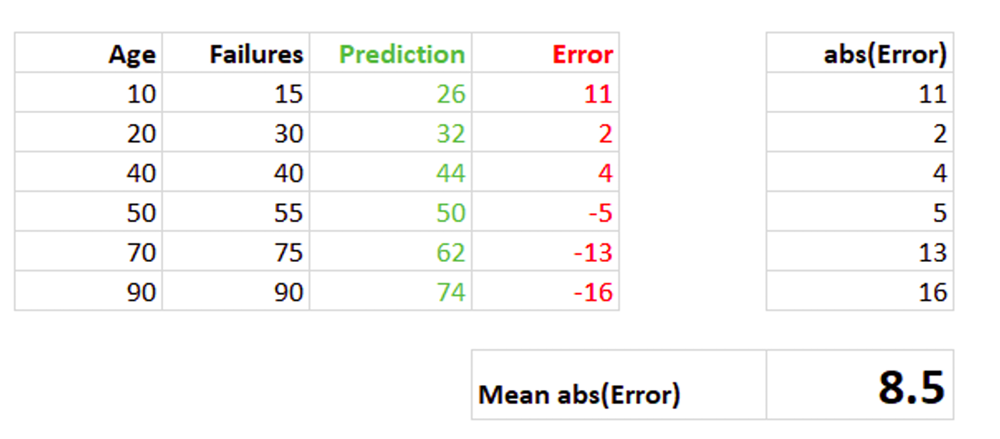 Age Failures Prediction Error abs(Error)
10 15 26 11 11
20 30 32 2 2
40 40 44 4 4
50 55 50 -5 5
70 75 62 -13 13
90 90 74 -16 16
Mean abs(Error) 8.5